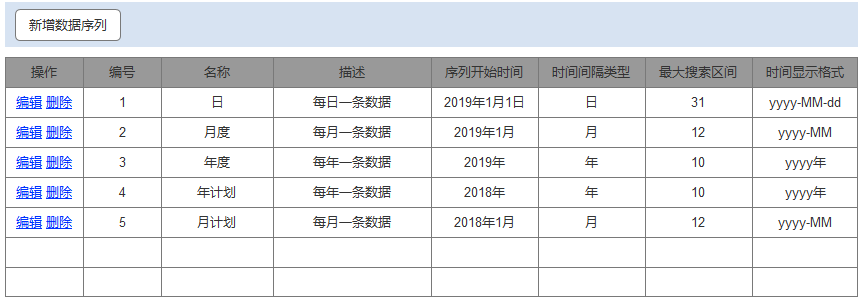 新增数据序列
操作 编号 名称 描述 序列开始时间 时间间隔类型 最大搜素区间 时间显示格式
编辑 删除 1 日 每日一条数据 2019年1月1日 日 31 yyyy-MM-dd
编辑 删除 2 月度 每月一条数据 2019年1月 月 12 yyyy-MM
编辑 删除 3 年度 每年一条数据 2019年 年 10 yyyy年
编辑 删除 4 年计划 每年一条数据 2018年 年 10 yyyy年
编辑 删除 5 月计划 每月一条数据 2018年1月 月 12 yyyy-MM